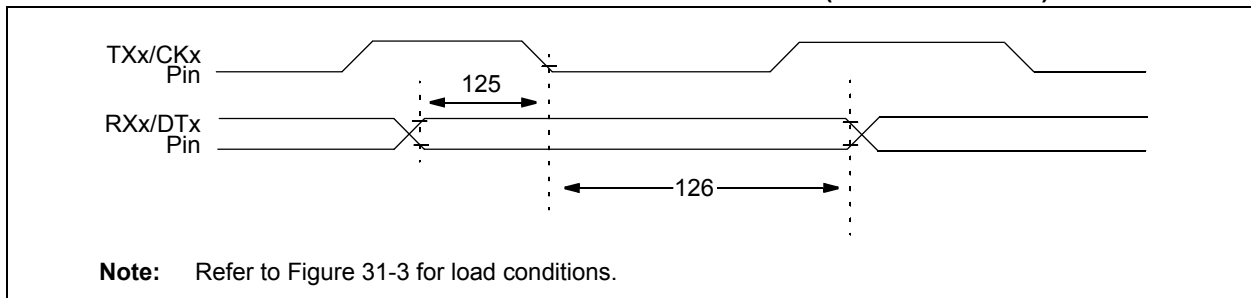 TXx/CKx
Pin
125
RXx/DTx
Pin
126
Note: Refer to Figure 31-3 for load conditions.